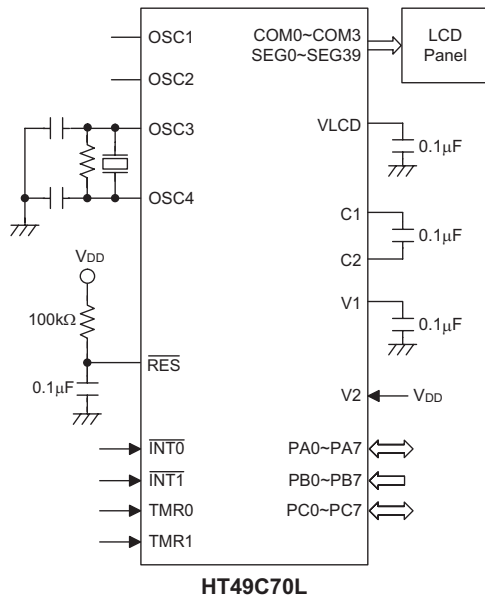 OSC1
OSC2
OSC3
OSC4
VDD
100kΩ
0.1μF
RES
INT0
INT1
TMR0
TMR1
COM0~COM3
SEG0~SEG39
LCD
Panel
VLCD
0.1μF
C1
0.1μF
C2
V1
0.1μF
V2
VDD
PA0~PA7
PB0~PB7
PC0~PC7
HT49C70L